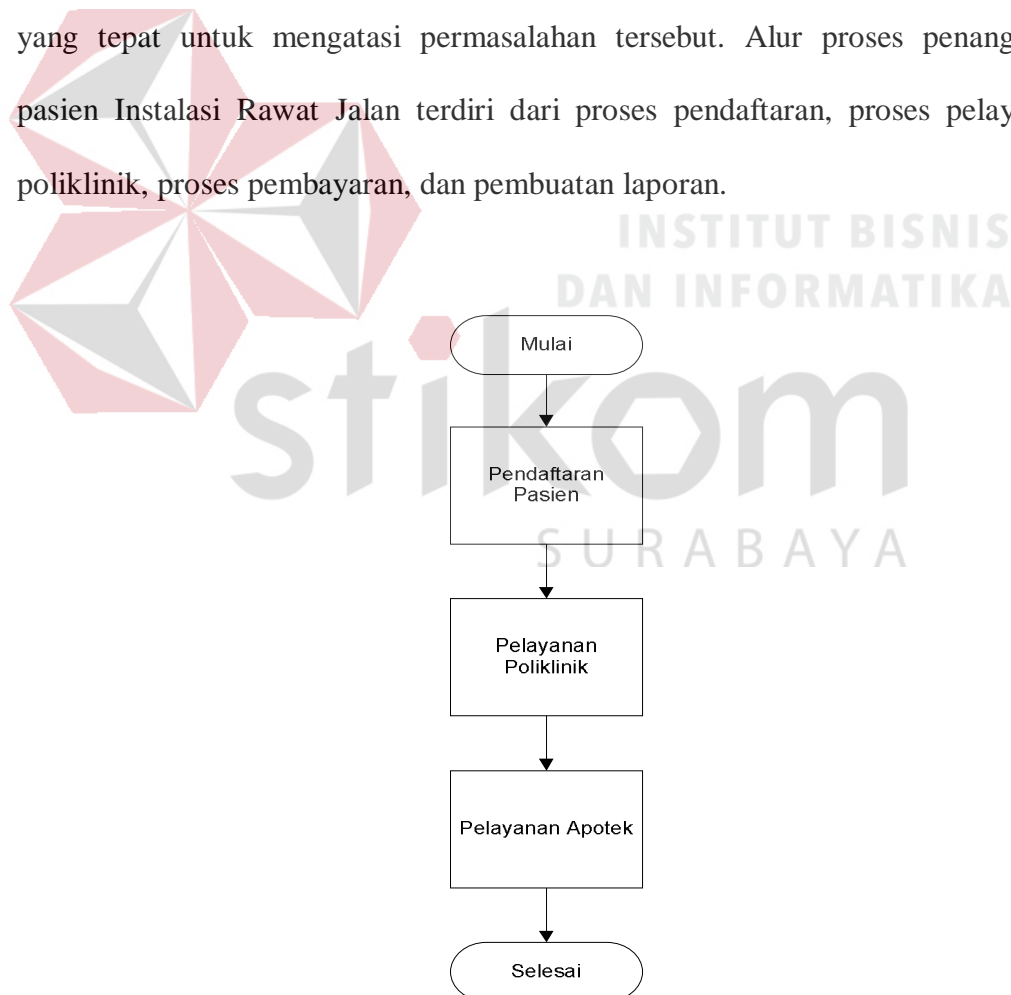 yang tepat untuk mengatasi permasalahan tersebut. Alur proses penang
pasien Instalasi Rawat Jalan terdiri dari proses pendaftaran, proses pelay
poliklinik, proses pembayaran, dan pembuatan laporan.
INSTITUT BISNIS
DAN INFORMATIKA
stikom
SURABAYA
Mulai
Pendaftaran
Pasien
Pelayanan
Poliklinik
Pelayanan Apotek
Selesai